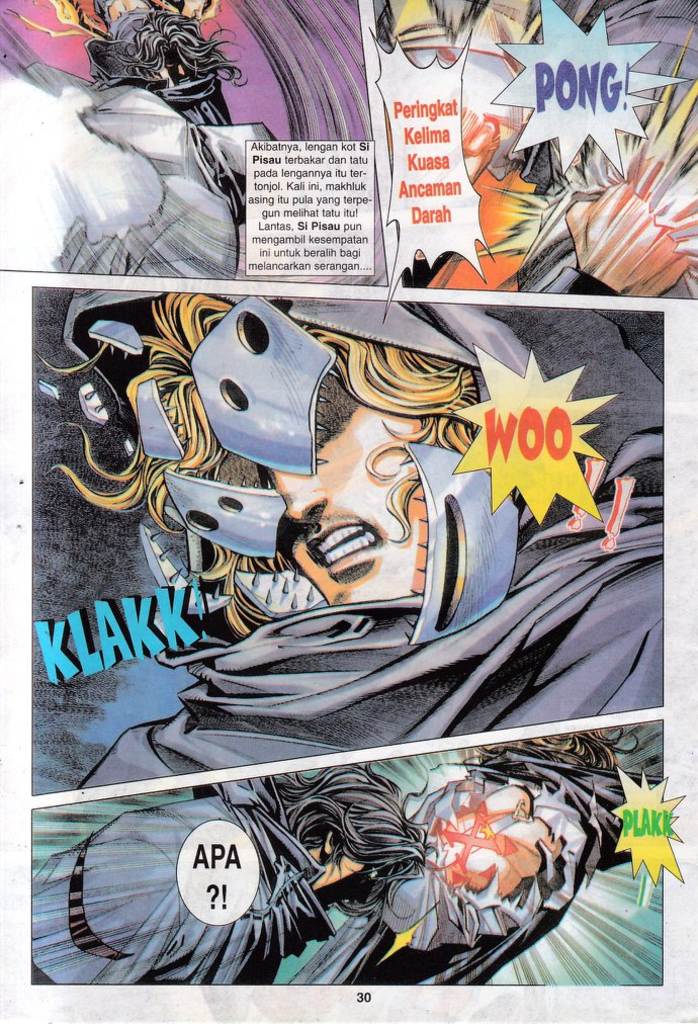 Akibatnya, lengan kot Si
Pisau terbakar dan tatu
pada lengannya itu ter-
tonjol. Kali ini, makhluk
asing itu pula yang terpe-
gun melihat tatu itu!
Lantas, Si Pisau pun
mengambil kesempatan
ini untuk beralih bagi
melancarkan serangan....
Peringkat
Kelima
Kuasa
Ancaman
Darah
PONG!
WOO
!!
KLAKK!
APA
?!
PLAKK
30